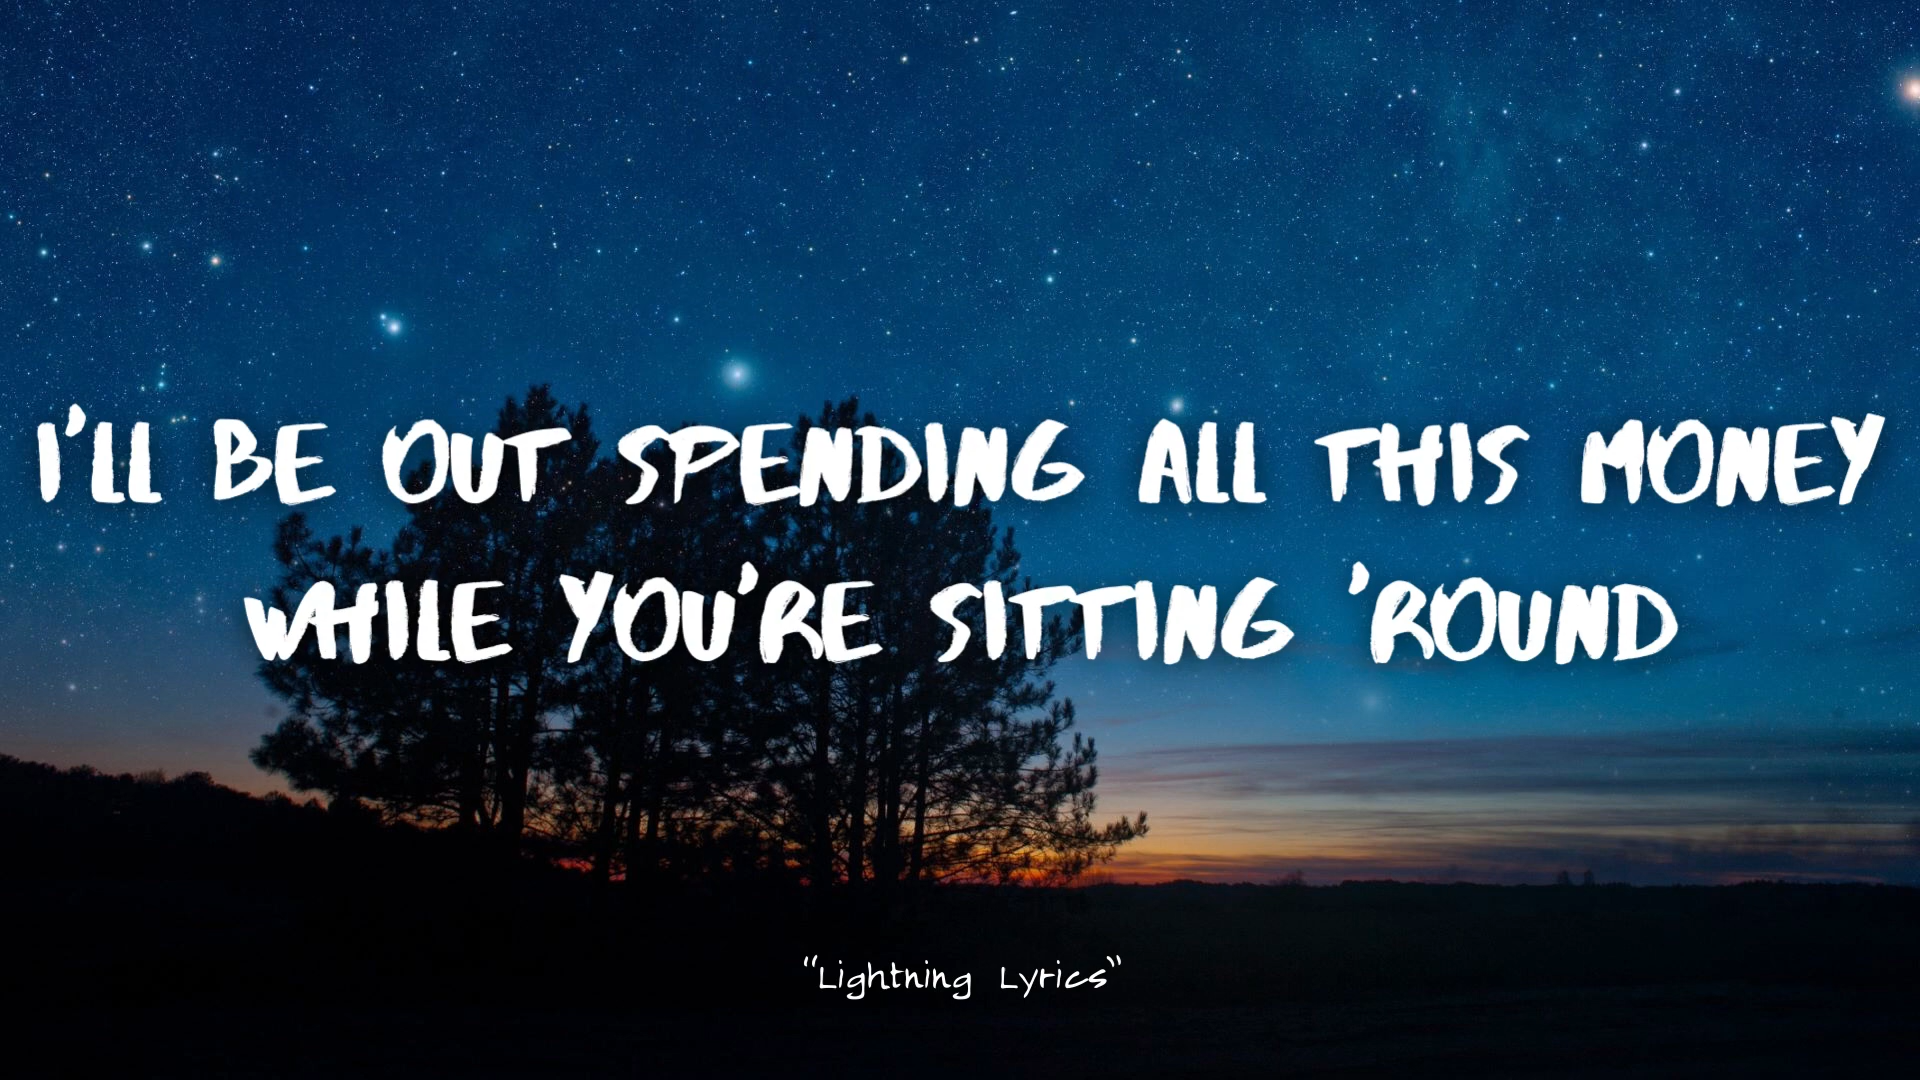 I'LL BE OUT SPENDING ALL THIS MONEY
WHILE YOU'RE SITTING 'ROUND
"Lightning Lyrics"